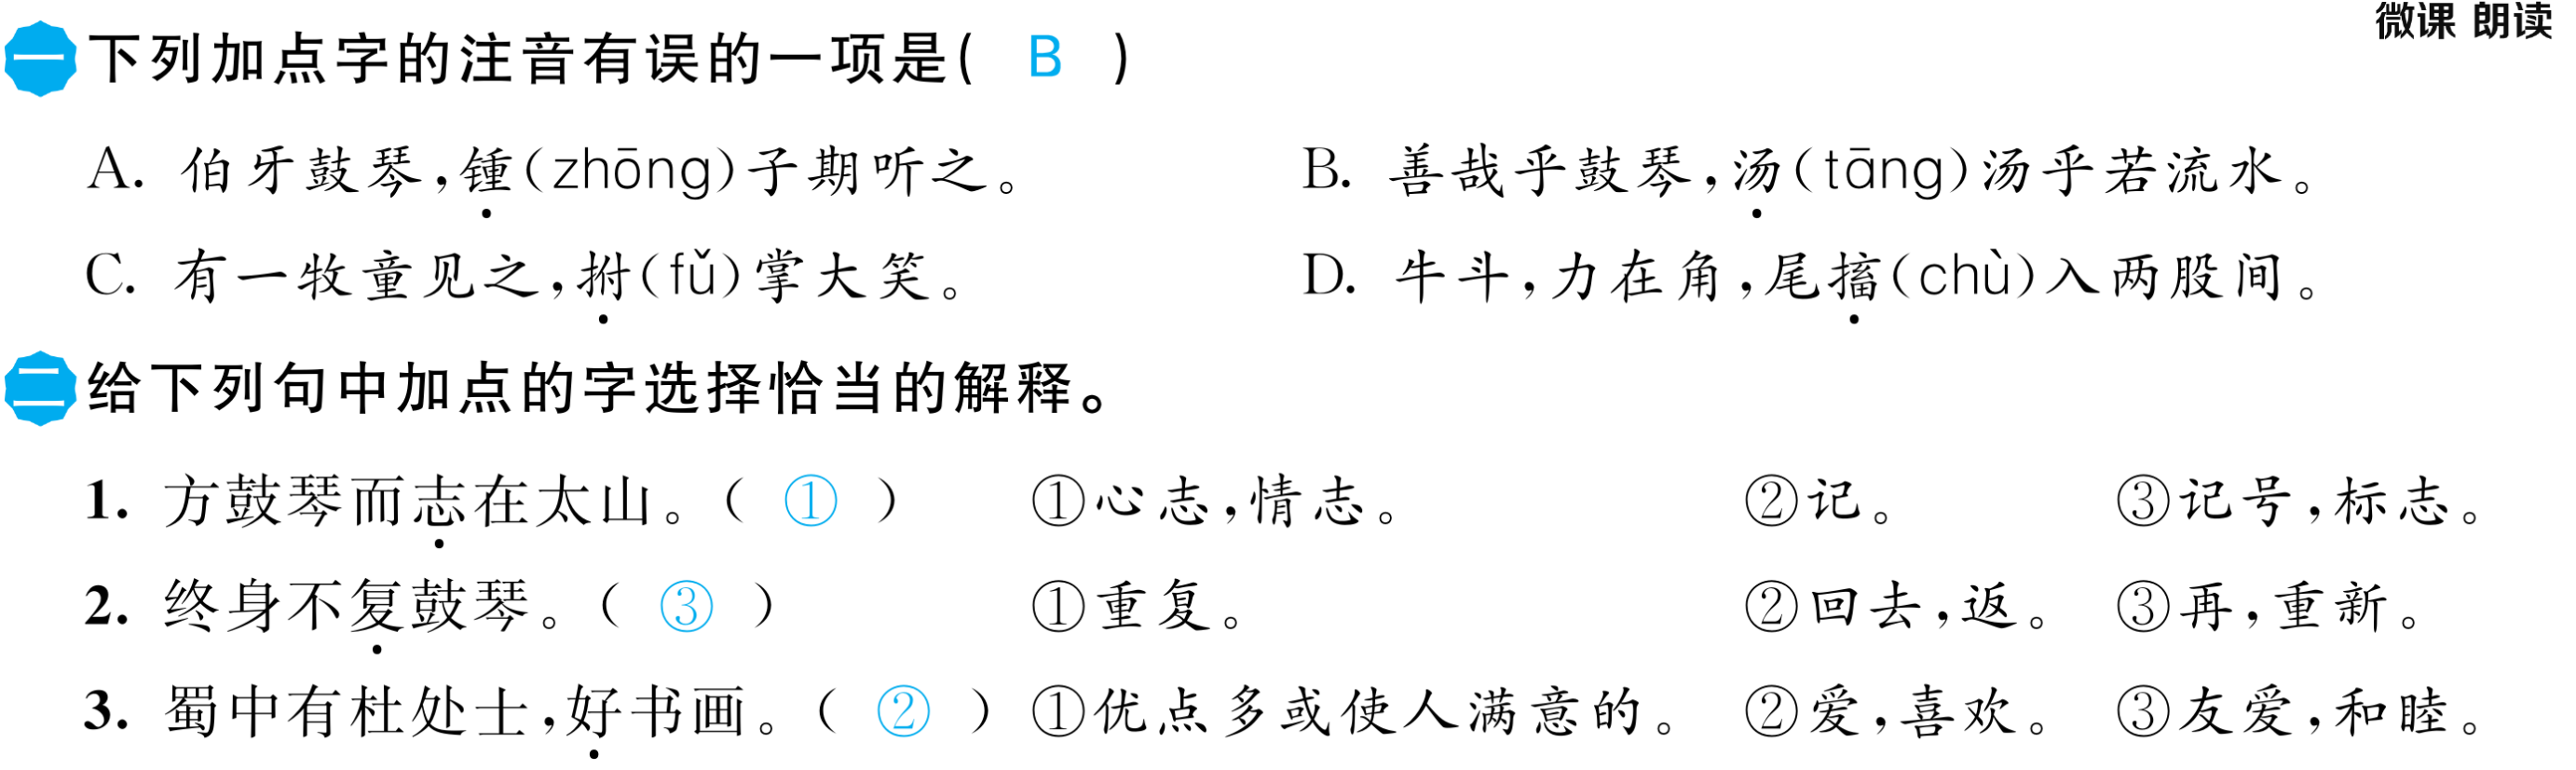 微课 朗读
一 下列加点字的注音有误的一项是( B )
A. 伯牙鼓琴,锺(zhōng)子期听之。 B. 善哉乎鼓琴,汤(tāng)汤乎若流水。
C. 有一牧童见之,拊(fǔ)掌大笑。 D. 牛斗,力在角,尾搐(chù)入两股间。
二 给下列句中加点的字选择恰当的解释。
1. 方鼓琴而志在太山。( ① ) ①心志,情志。 ②记。 ③记号,标志。
2. 终身不复鼓琴。( ③ ) ①重复。 ②回去,返。 ③再,重新。
3. 蜀中有杜处士,好书画。( ② ) ①优点多或使人满意的。 ②爱,喜欢。 ③友爱,和睦。